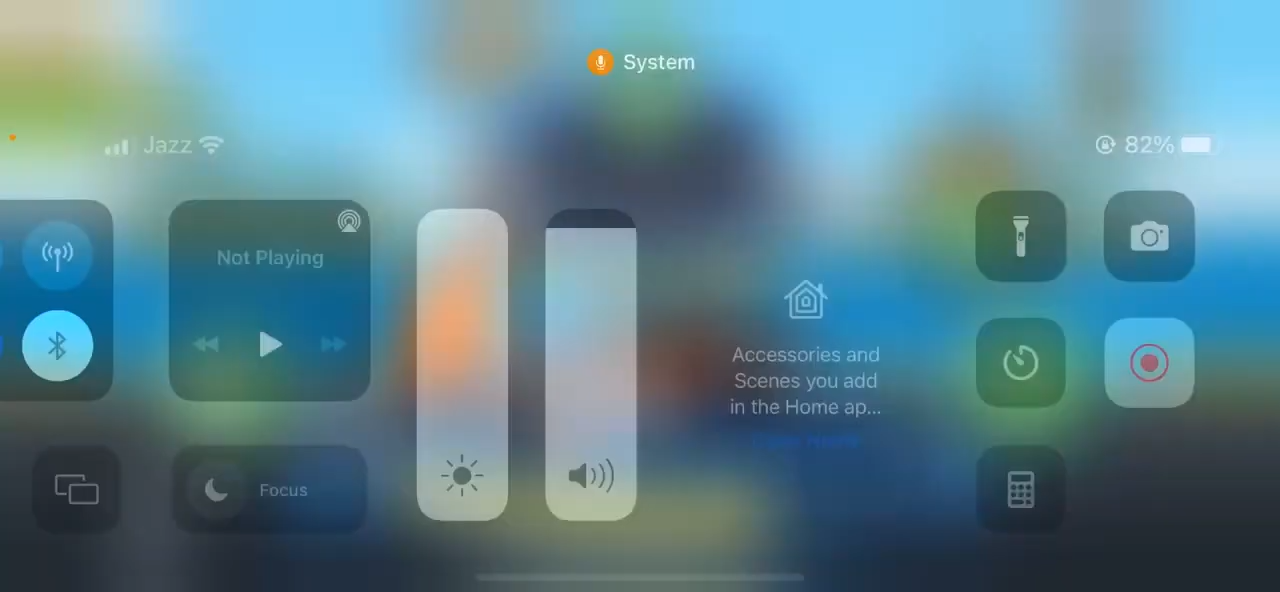 System
Jazz
82%
Not Playing
Accessories and
Scenes you add
in the Home ap...
Focus